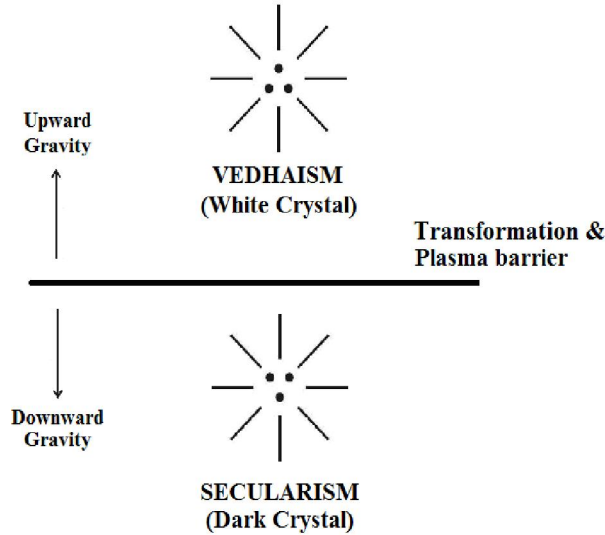 Upward
Gravity
VEDHAISM
(White Crystal)
Transformation &
Plasma barrier
Downward
Gravity
SECULARISM
(Dark Crystal)